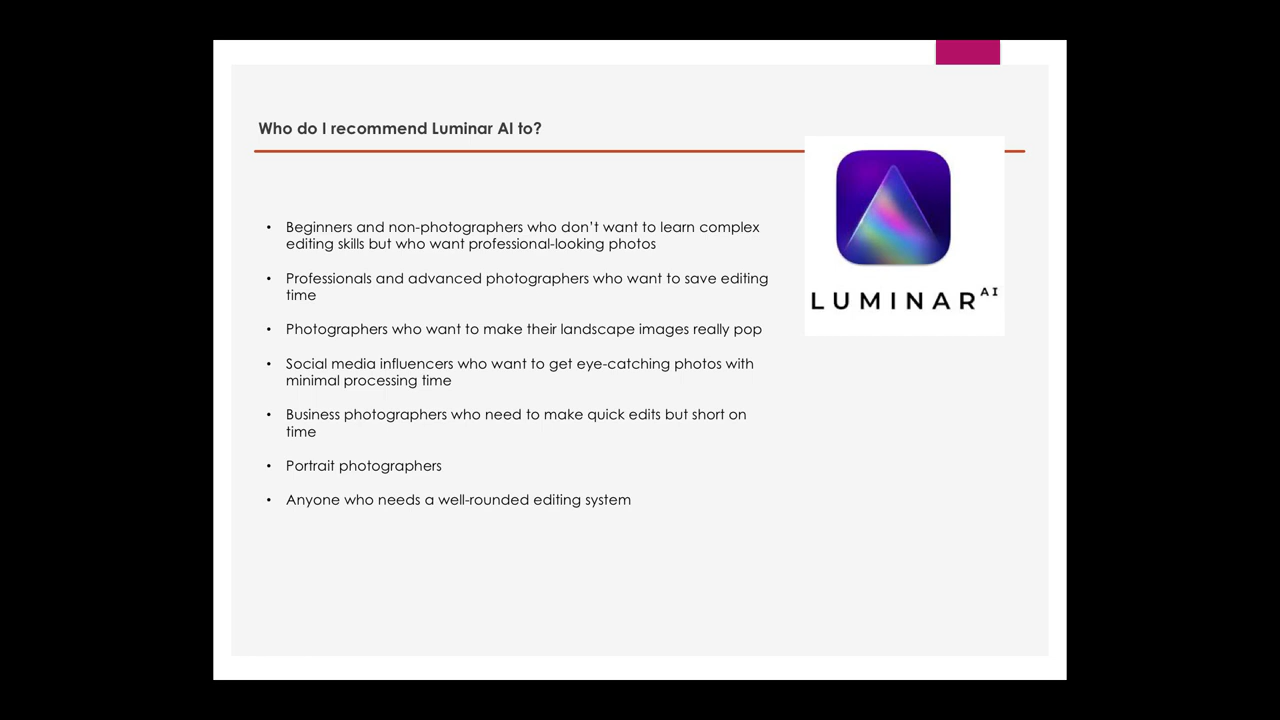 Who do I recommend Luminar AI to?
• Beginners and non-photographers who don’t want to learn complex
editing skills but who want professional-looking photos
• Professionals and advanced photographers who want to save editing
time
• Photographers who want to make their landscape images really pop
• Social media influencers who want to get eye-catching photos with
minimal processing time
• Business photographers who need to make quick edits but short on
time
• Portrait photographers
• Anyone who needs a well-rounded editing system
LUMINAR AI